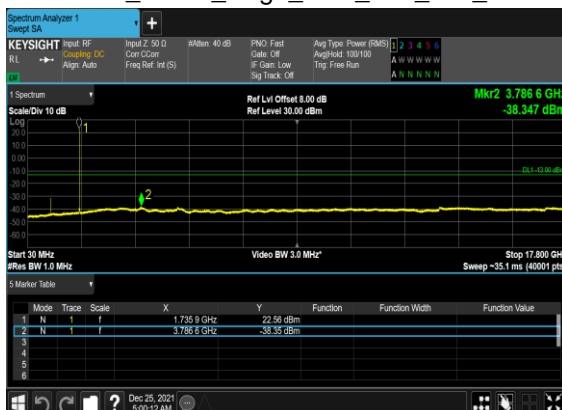 Spectrum Analyzer 1
Swept SA
+
KEYSIGHT Input: RF Input Z: 50 Ω #Atten: 40 dB PNO: Fast Avg Type: Power (RMS) 1 2 3 4 5 6
RL Coupling: DC Corr CCorr Gate: Off Avg|Hold: 100/100 A W W W W W
Align: Auto Freq Ref: Int (S) IF Gain: Low Trig: Free Run
Sig Track: Off A N N N N N
1 Spectrum Ref Lvl Offset 8.00 dB Mkr2 3.786 6 GHz
Scale/Div 10 dB Ref Level 30.00 dBm -38.347 dBm
Log
20.0
10.0
0.00
-10.0
DL1 -13.00 dBm
-20.0
-30.0
-40.0
-50.0
-60.0
1
2
Start 30 MHz Video BW 3.0 MHz* Stop 17.800 GHz
#Res BW 1.0 MHz Sweep ~35.1 ms (40001 pts)
5 Marker Table
Mode Trace Scale X Y Function Function Width Function Value
1 N 1 f 1.735 9 GHz 22.56 dBm
2 N 1 f 3.786 6 GHz -38.35 dBm
3
4
5
6
? Dec 25, 2021
5:00:12 AM